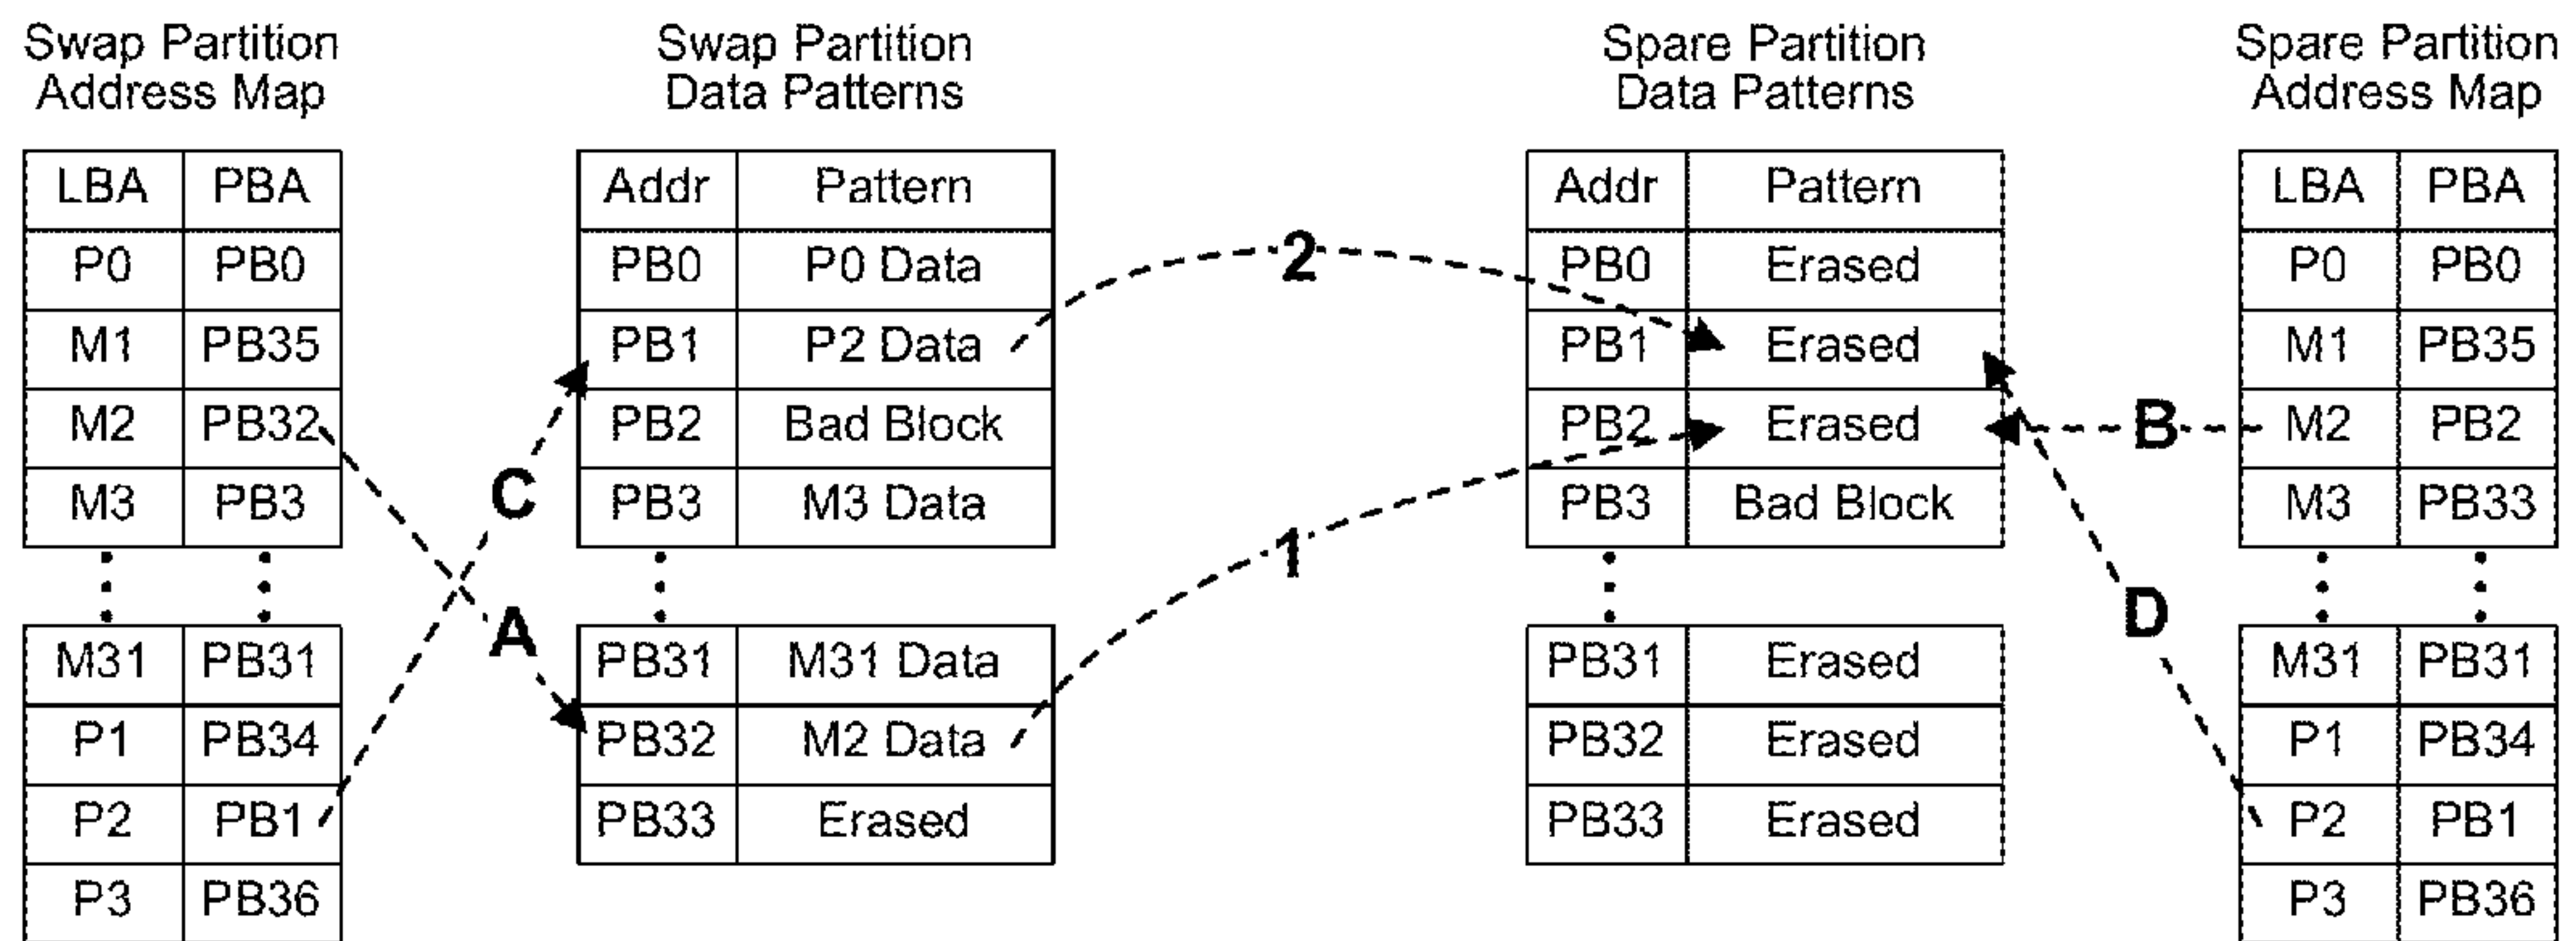 Swap Partition
Address Map
LBA PBA
P0 PB0
M1 PB35
M2 PB32
M3 PB3
M31 PB31
P1 PB34
P2 PB1
P3 PB36
C
A
Swap Partition
Data Patterns
Addr Pattern
PB0 P0 Data
PB1 P2 Data
PB2 Bad Block
PB3 M3 Data
PB31 M31 Data
PB32 M2 Data
PB33 Erased
2
1
Spare Partition
Data Patterns
Addr Pattern
PB0 Erased
PB1 Erased
PB2 Erased
PB3 Bad Block
PB31 Erased
PB32 Erased
PB33 Erased
B
D
Spare Partition
Address Map
LBA PBA
P0 PB0
M1 PB35
M2 PB2
M3 PB33
M31 PB31
P1 PB34
P2 PB1
P3 PB36